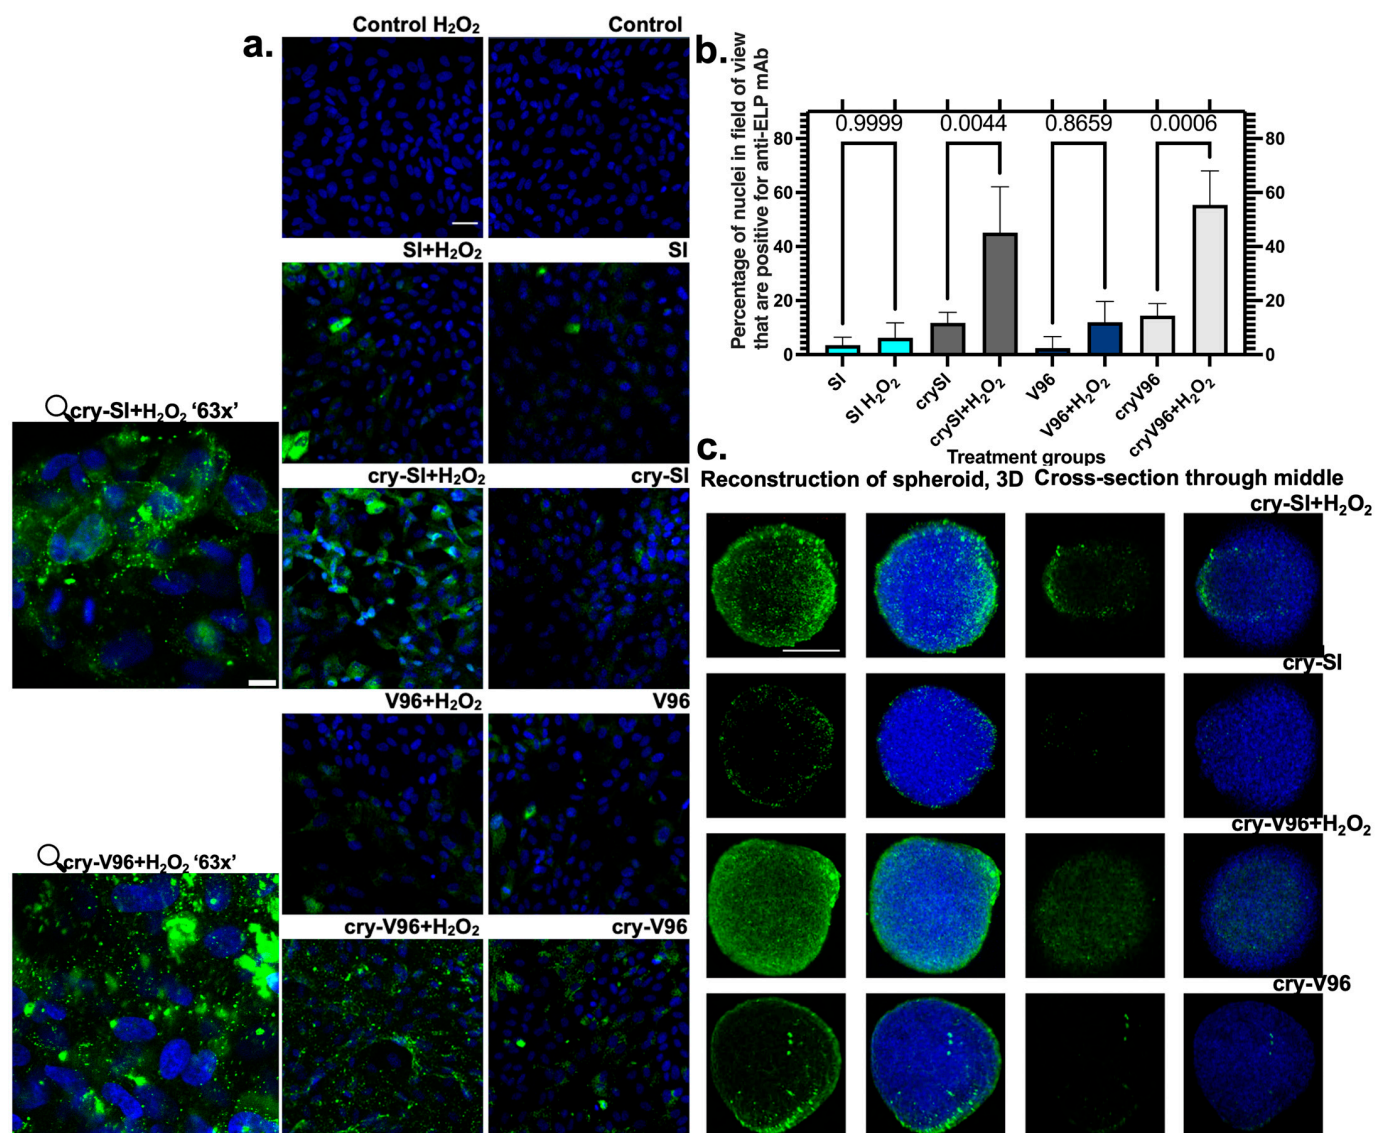 a.
Control H₂O₂
Control
SI+H₂O₂
SI
cry-SI+H₂O₂ '63x'
cry-SI+H₂O₂
cry-SI
V96+H₂O₂
V96
cry-V96+H₂O₂ '63x'
cry-V96+H₂O₂
cry-V96
b.
Percentage of nuclei in field of view
that are positive for anti-ELP mAb
0.9999
0.0044
0.8659
0.0006
80
60
40
20
0
80
60
40
20
0
SI
SI H₂O₂
crySI
crySI+H₂O₂
V96
V96+H₂O₂
cryV96
cryV96+H₂O₂
Treatment groups
c.
Reconstruction of spheroid, 3D
Cross-section through middle
cry-SI+H₂O₂
cry-SI
cry-V96+H₂O₂
cry-V96